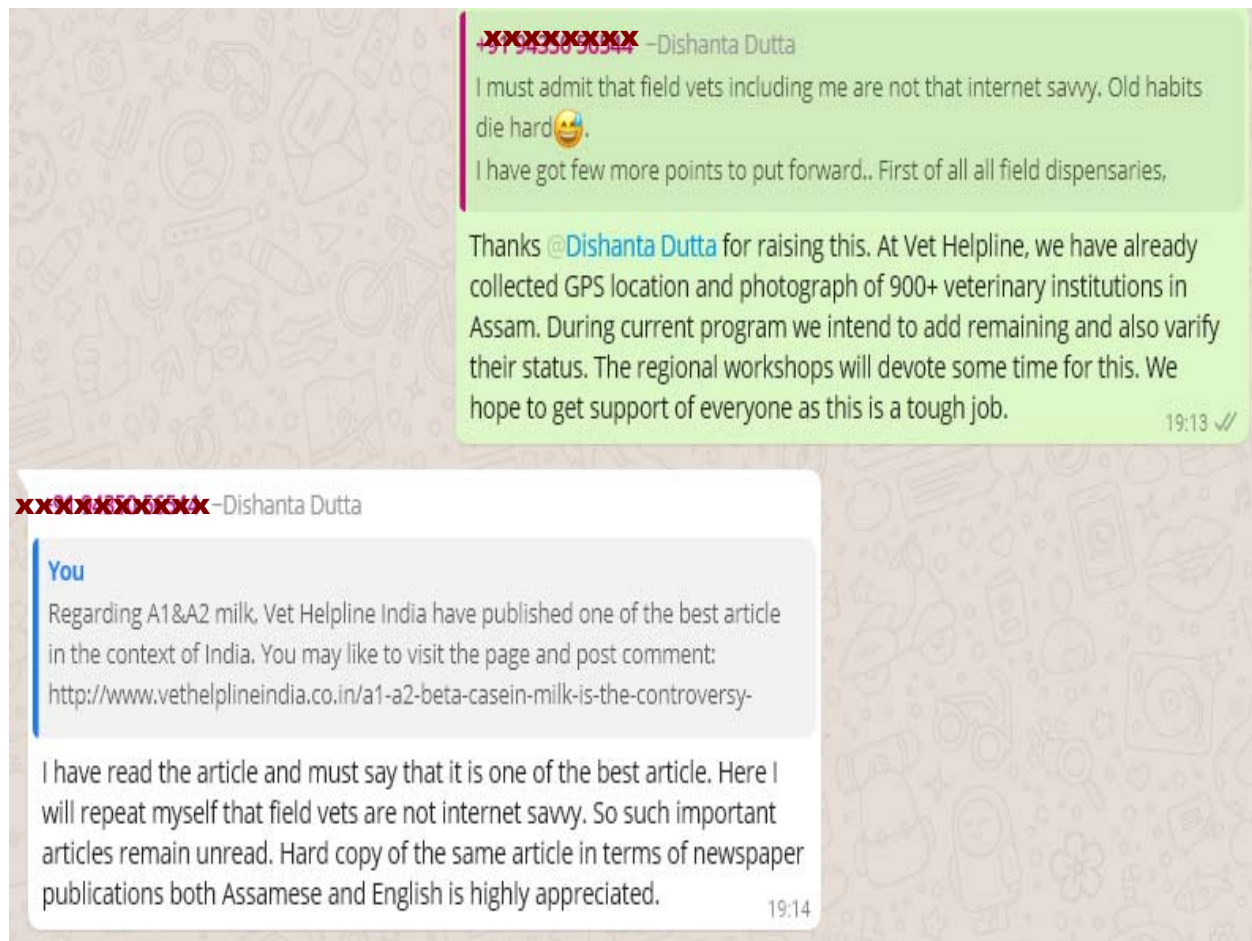 xxxxxxxxx ~Dishanta Dutta
I must admit that field vets including me are not that internet savvy. Old habits
die hard😅.
I have got few more points to put forward.. First of all all field dispensaries,
Thanks @Dishanta Dutta for raising this. At Vet Helpline, we have already
collected GPS location and photograph of 900+ veterinary institutions in
Assam. During current program we intend to add remaining and also varify
their status. The regional workshops will devote some time for this. We
hope to get support of everyone as this is a tough job.
19:13
xxxxxxxxxx ~Dishanta Dutta
You
Regarding A1&A2 milk, Vet Helpline India have published one of the best article
in the context of India. You may like to visit the page and post comment:
http://www.vethelplineindia.co.in/a1-a2-beta-casein-milk-is-the-controversy-
I have read the article and must say that it is one of the best article. Here I
will repeat myself that field vets are not internet savvy. So such important
articles remain unread. Hard copy of the same article in terms of newspaper
publications both Assamese and English is highly appreciated.
19:14